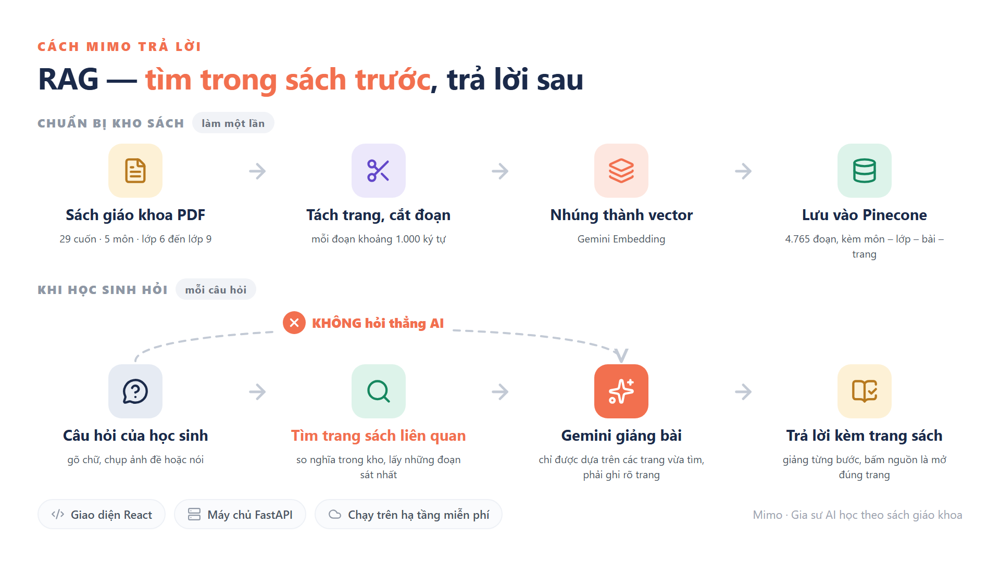 CÁCH MIMO TRẢ LỜI
RAG — tìm trong sách trước, trả lời sau
CHUẨN BỊ KHO SÁCH làm một lần
Sách giáo khoa PDF
29 cuốn · 5 môn · lớp 6 đến lớp 9
Tách trang, cắt đoạn
mỗi đoạn khoảng 1.000 ký tự
Nhúng thành vector
Gemini Embedding
Lưu vào Pinecone
4.765 đoạn, kèm môn – lớp – bài –
trang
KHI HỌC SINH HỎI mỗi câu hỏi
KHÔNG hỏi thẳng AI
Câu hỏi của học sinh
gõ chữ, chụp ảnh đề hoặc nói
Tìm trang sách liên quan
so nghĩa trong kho, lấy những đoạn
sát nhất
Gemini giảng bài
chỉ được dựa trên các trang vừa tìm,
phải ghi rõ trang
Trả lời kèm trang sách
giảng từng bước, bấm nguồn là mở
đúng trang
Giao diện React
Máy chủ FastAPI
Chạy trên hạ tầng miễn phí
Mimo · Gia sư AI học theo sách giáo khoa